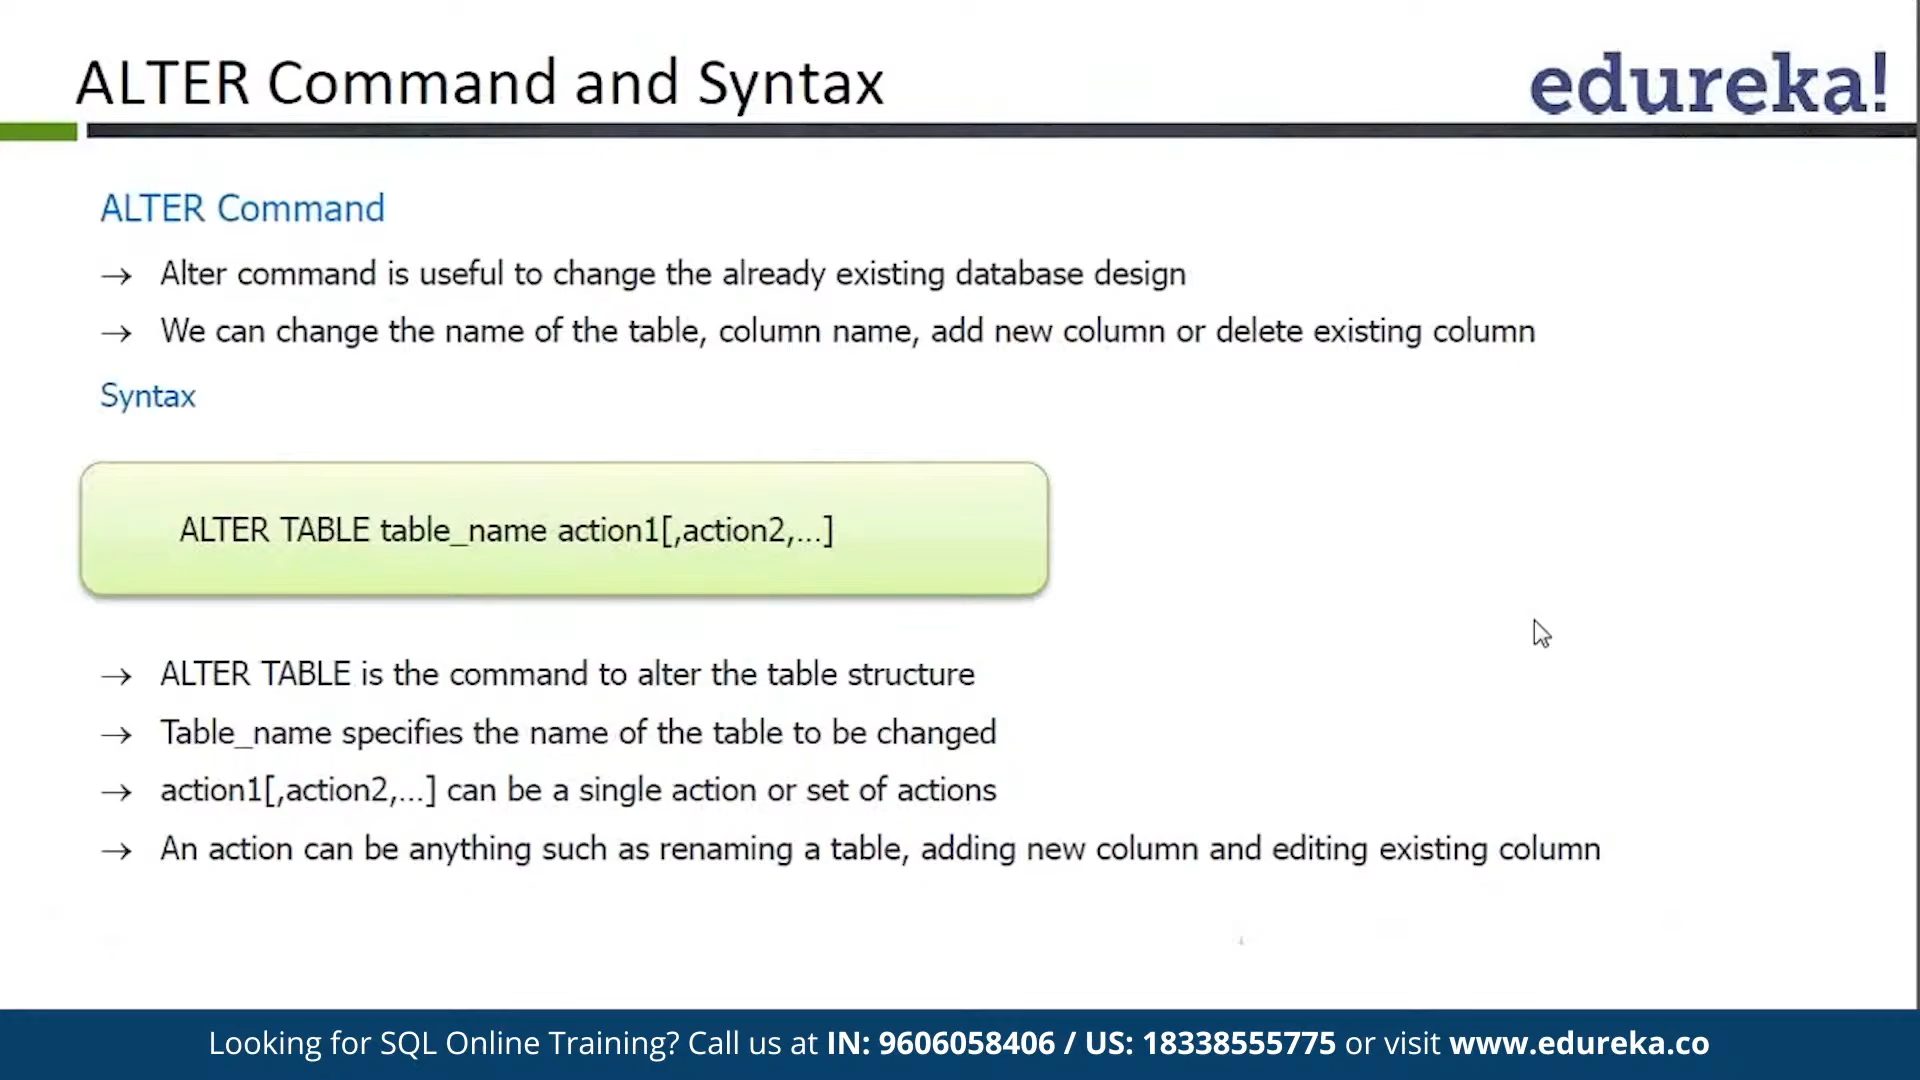 ALTER Command and Syntax
edureka!
ALTER Command
→ Alter command is useful to change the already existing database design
→ We can change the name of the table, column name, add new column or delete existing column
Syntax
ALTER TABLE table_name action1[,action2,...]
→ ALTER TABLE is the command to alter the table structure
→ Table_name specifies the name of the table to be changed
→ action1[,action2,...] can be a single action or set of actions
→ An action can be anything such as renaming a table, adding new column and editing existing column
Looking for SQL Online Training? Call us at IN: 9606058406 / US: 18338555775 or visit www.edureka.co